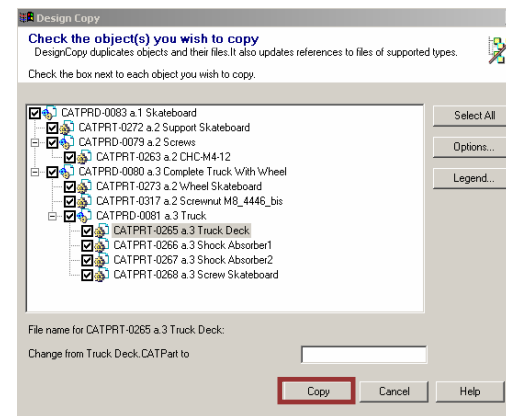 Design Copy
Check the object(s) you wish to copy
DesignCopy duplicates objects and their files.It also updates references to files of supported types.
Check the box next to each object you wish to copy.
CATPRD-0083 a.1 Skateboard
CATPRT-0272 a.2 Support Skateboard
CATPRD-0079 a.2 Screws
CATPRT-0263 a.2 CHC-M4-12
CATPRD-0080 a.3 Complete Truck With Wheel
CATPRT-0273 a.2 Wheel Skateboard
CATPRT-0317 a.2 Screwnut M8_4446_bis
CATPRD-0081 a.3 Truck
CATPRT-0265 a.3 Truck Deck
CATPRT-0266 a.3 Shock Absorber1
CATPRT-0267 a.3 Shock Absorber2
CATPRT-0268 a.3 Screw Skateboard
Select All
Options...
Legend...
File name for CATPRT-0265 a.3 Truck Deck:
Change from Truck Deck.CATPart to
Copy
Cancel
Help